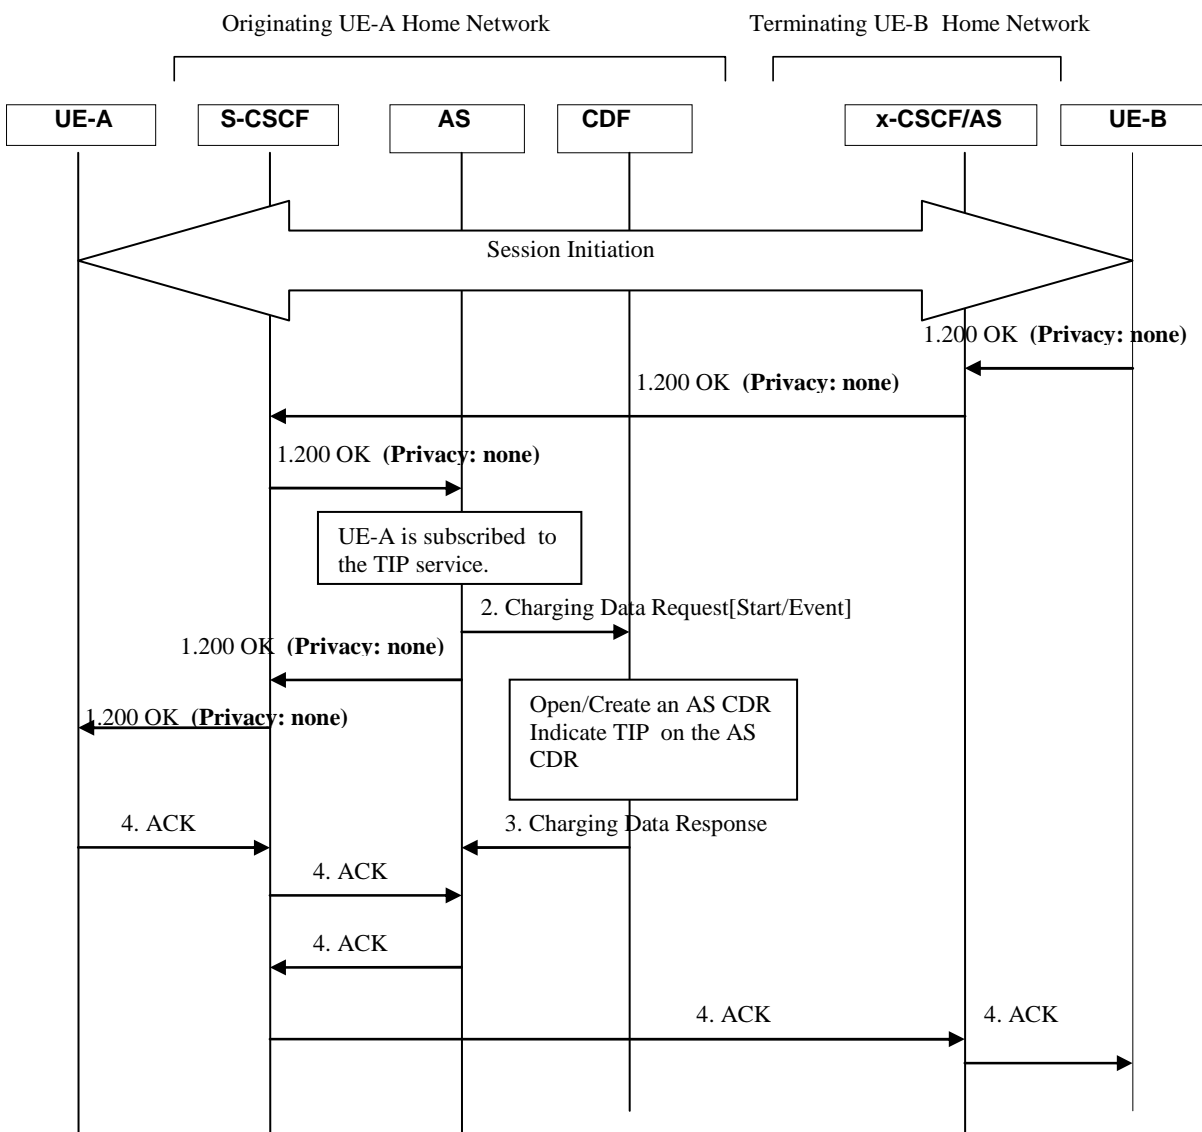 Originating UE-A Home Network
Terminating UE-B Home Network
UE-A
S-CSCF
AS
CDF
x-CSCF/AS
UE-B
Session Initiation
1.200 OK (Privacy: none)
1.200 OK (Privacy: none)
1.200 OK (Privacy: none)
UE-A is subscribed to
the TIP service.
2. Charging Data Request[Start/Event]
1.200 OK (Privacy: none)
Open/Create an AS CDR
Indicate TIP on the AS
CDR
1.200 OK (Privacy: none)
4. ACK
3. Charging Data Response
4. ACK
4. ACK
4. ACK
4. ACK